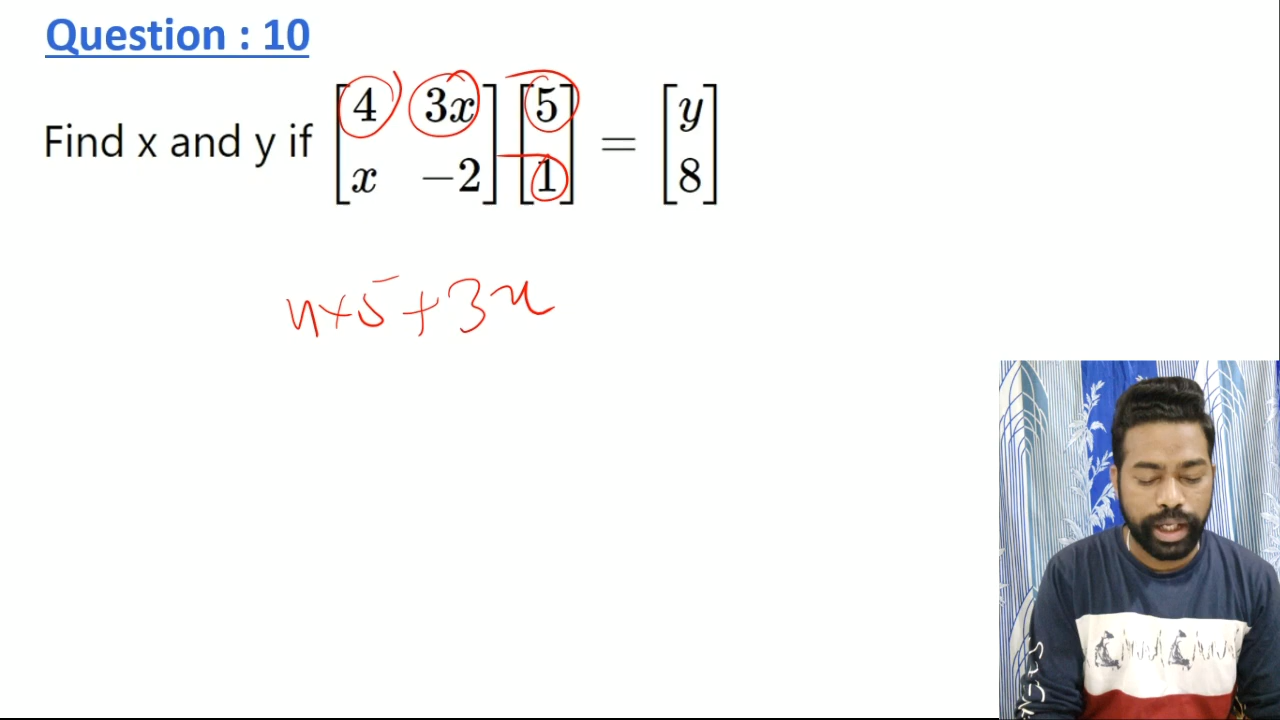 Question : 10
Find x and y if [4 3x; x −2] [5; 1] = [y; 8]
4×5+3x